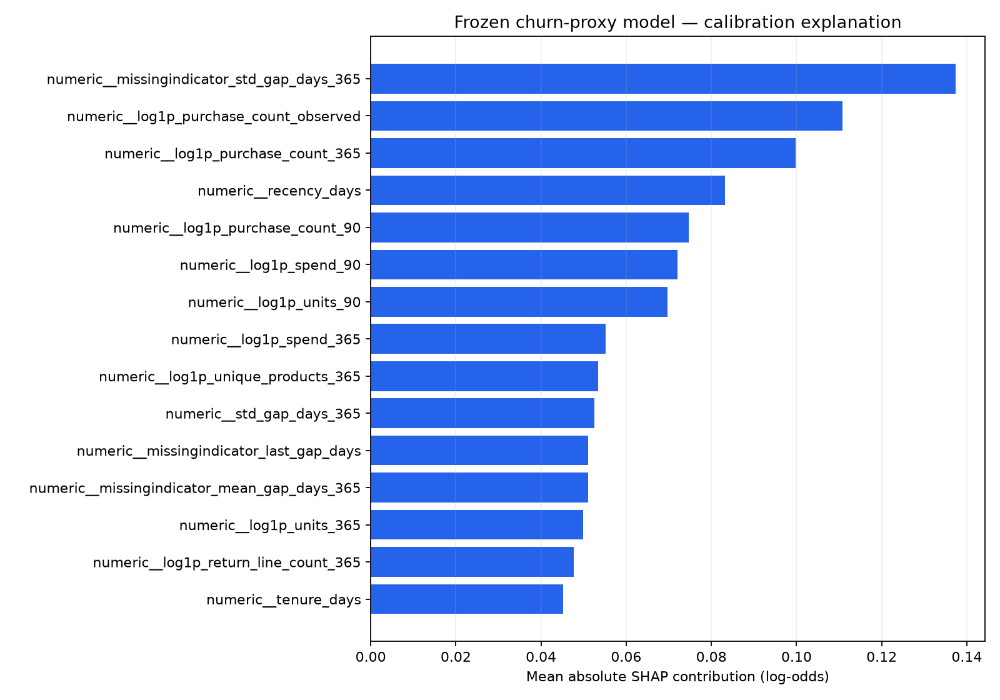 Frozen churn-proxy model — calibration explanation
numeric__missingindicator_std_gap_days_365
numeric__log1p_purchase_count_observed
numeric__log1p_purchase_count_365
numeric__recency_days
numeric__log1p_purchase_count_90
numeric__log1p_spend_90
numeric__log1p_units_90
numeric__log1p_spend_365
numeric__log1p_unique_products_365
numeric__std_gap_days_365
numeric__missingindicator_last_gap_days
numeric__missingindicator_mean_gap_days_365
numeric__log1p_units_365
numeric__log1p_return_line_count_365
numeric__tenure_days
0.00 0.02 0.04 0.06 0.08 0.10 0.12 0.14
Mean absolute SHAP contribution (log-odds)